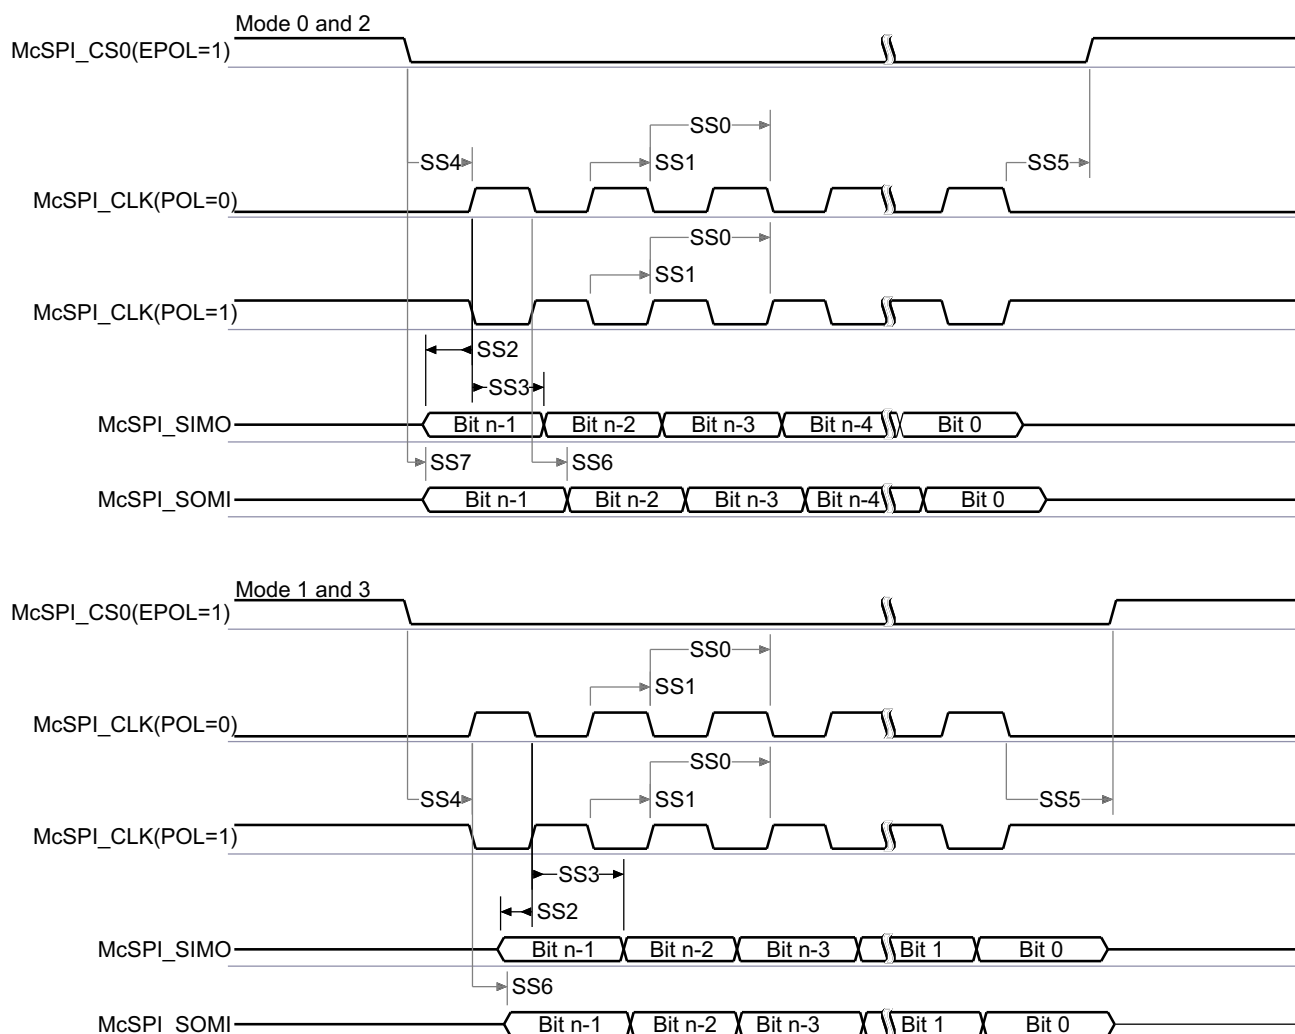 Mode 0 and 2
McSPI_CS0(EPOL=1)
SS0
SS4
SS1
SS5
McSPI_CLK(POL=0)
SS0
SS1
McSPI_CLK(POL=1)
SS2
SS3
McSPI_SIMO Bit n-1 Bit n-2 Bit n-3 Bit n-4 Bit 0
SS7 SS6
McSPI_SOMI Bit n-1 Bit n-2 Bit n-3 Bit n-4 Bit 0
Mode 1 and 3
McSPI_CS0(EPOL=1)
SS0
SS1
McSPI_CLK(POL=0)
SS0
SS4 SS1 SS5
McSPI_CLK(POL=1)
SS3
SS2
McSPI_SIMO Bit n-1 Bit n-2 Bit n-3 Bit 1 Bit 0
SS6
McSPI_SOMI Bit n-1 Bit n-2 Bit n-3 Bit 1 Bit 0